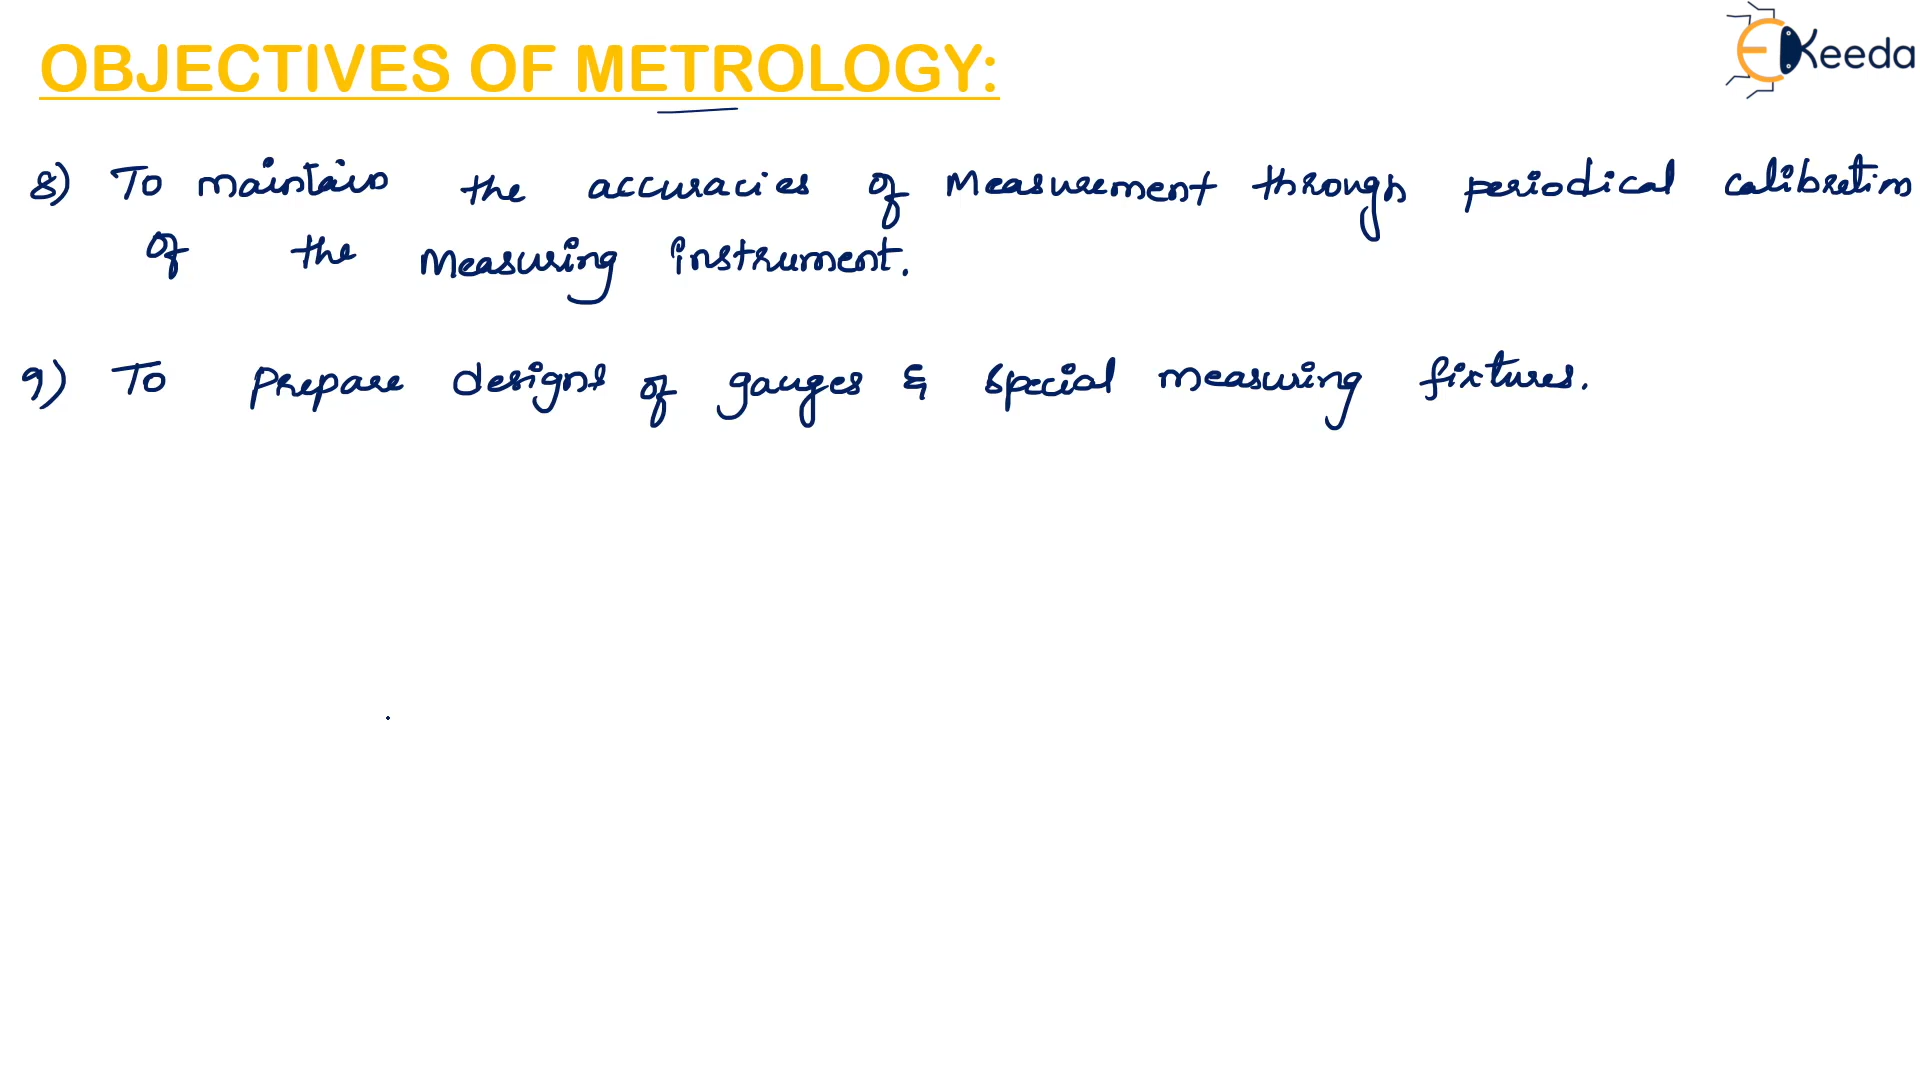 OBJECTIVES OF METROLOGY:
EKeeda
8) To maintain the accuracies of Measurement through periodical calibration
of the Measuring instrument.
9) To prepare designs of gauges & special measuring fixtures.